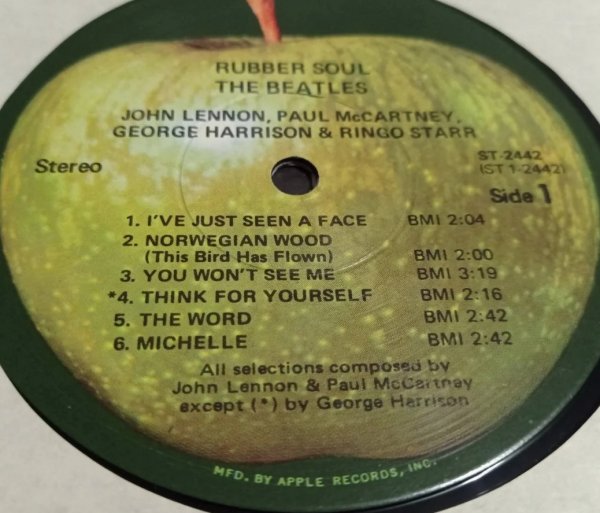 RUBBER SOUL
THE BEATLES
JOHN LENNON, PAUL McCARTNEY,
GEORGE HARRISON & RINGO STARR
Stereo
ST-2442
(ST 1-2442)
Side 1
1. I'VE JUST SEEN A FACE BMI 2:04
2. NORWEGIAN WOOD
(This Bird Has Flown) BMI 2:00
3. YOU WON'T SEE ME BMI 3:19
*4. THINK FOR YOURSELF BMI 2:16
5. THE WORD BMI 2:42
6. MICHELLE BMI 2:42
All selections composed by
John Lennon & Paul McCartney
except (*) by George Harrison
MFD. BY APPLE RECORDS, INC.